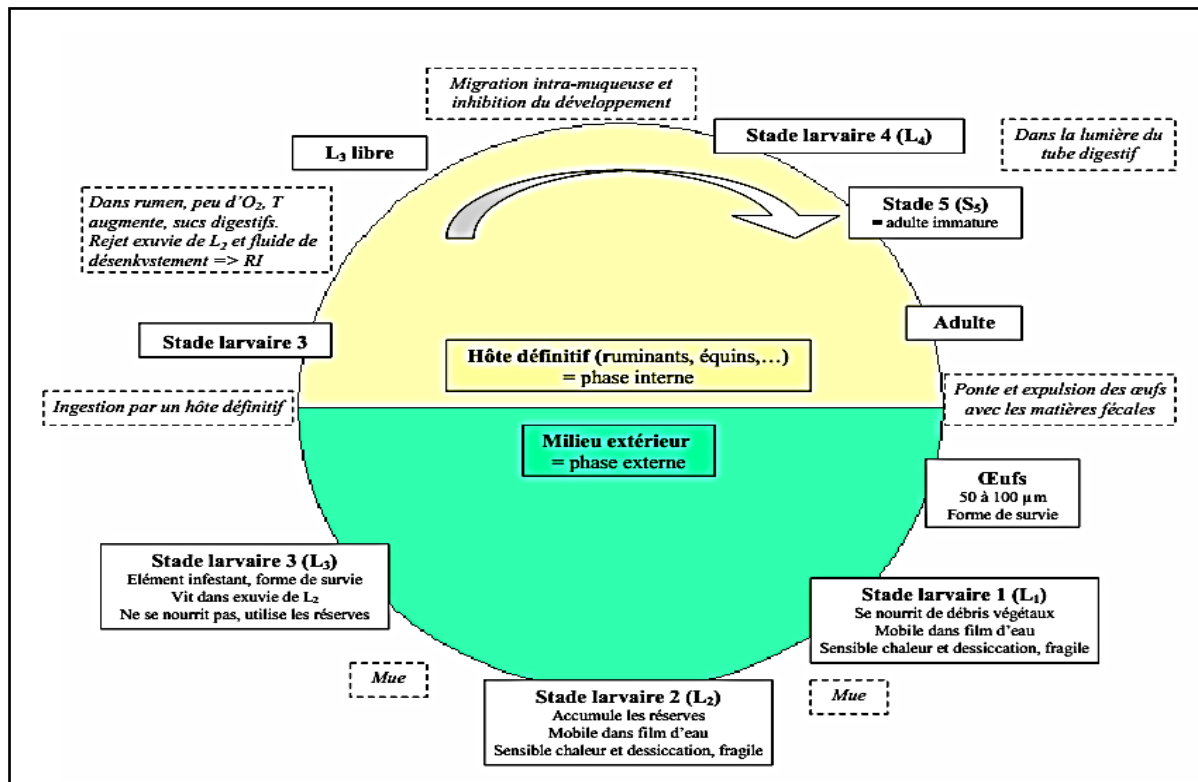 Migration intra-muqueuse et
inhibition du développement
L₃ libre
Stade larvaire 4 (L₄)
Dans la lumière du
tube digestif
Dans rumen, peu d'O₂, T
augmente, sucs digestifs.
Rejet exuvie de L₂ et fluide de
désenkystement => RI
Stade 5 (S₅)
= adulte immature
Stade larvaire 3
Adulte
Hôte définitif (ruminants, équins,…)
= phase interne
Ingestion par un hôte définitif
Ponte et expulsion des œufs
avec les matières fécales
Milieu extérieur
= phase externe
Œufs
50 à 100 µm
Forme de survie
Stade larvaire 3 (L₃)
Elément infestant, forme de survie
Vit dans exuvie de L₂
Ne se nourrit pas, utilise les réserves
Stade larvaire 1 (L₁)
Se nourrit de débris végétaux
Mobile dans film d'eau
Sensible chaleur et dessiccation, fragile
Mue
Mue
Stade larvaire 2 (L₂)
Accumule les réserves
Mobile dans film d'eau
Sensible chaleur et dessiccation, fragile